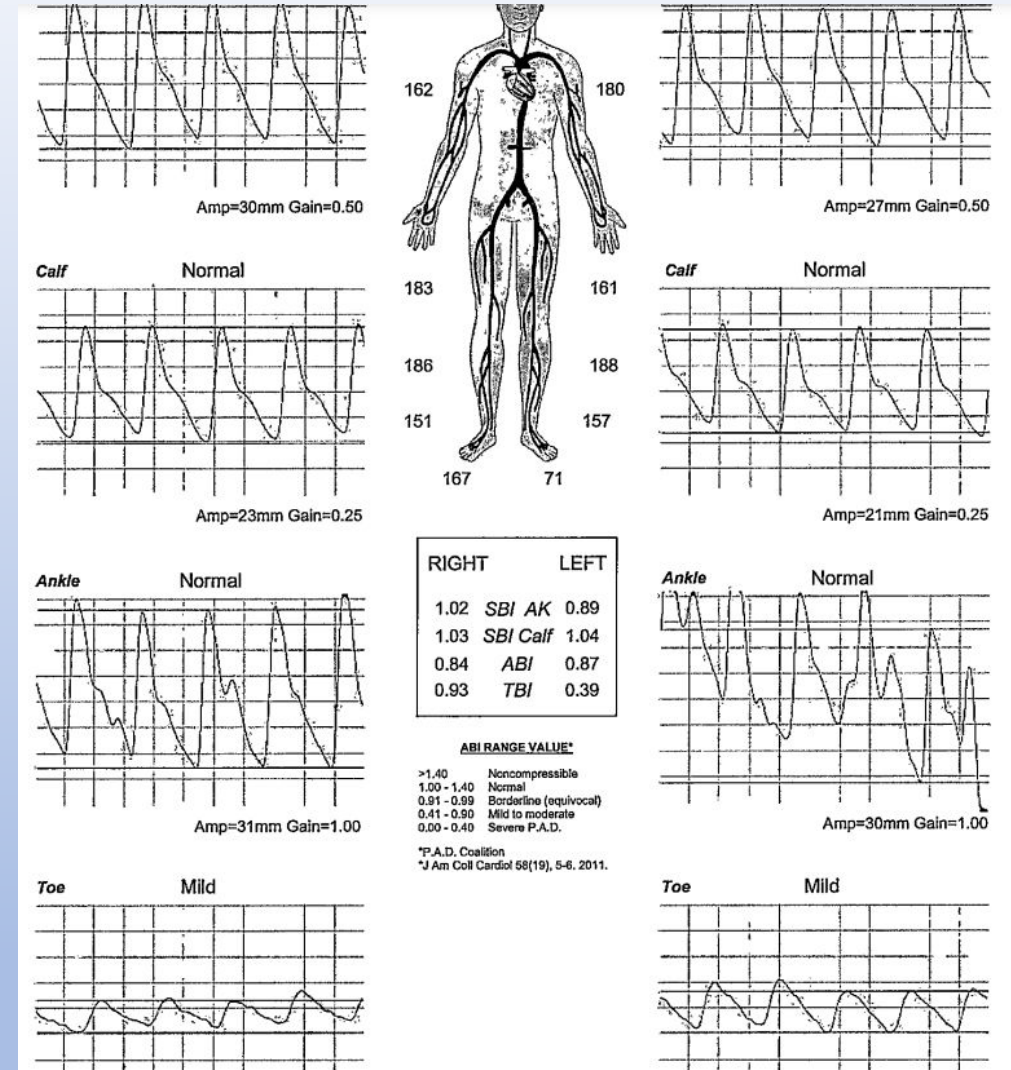 162 180
Amp=30mm Gain=0.50
Amp=27mm Gain=0.50
Calf Normal
Calf Normal
183 161
186 188
151 157
167 71
Amp=23mm Gain=0.25
Amp=21mm Gain=0.25
RIGHT LEFT
1.02 SBI AK 0.89
1.03 SBI Calf 1.04
0.84 ABI 0.87
0.93 TBI 0.39
Ankle Normal
Ankle Normal
ABI RANGE VALUE*
>1.40 Noncompressible
1.00 - 1.40 Normal
0.91 - 0.99 Borderline (equivocal)
0.41 - 0.90 Mild to moderate
0.00 - 0.40 Severe P.A.D.
*P.A.D. Coalition
*J Am Coll Cardiol 58(19), 5-6. 2011.
Amp=31mm Gain=1.00
Amp=30mm Gain=1.00
Toe Mild
Toe Mild